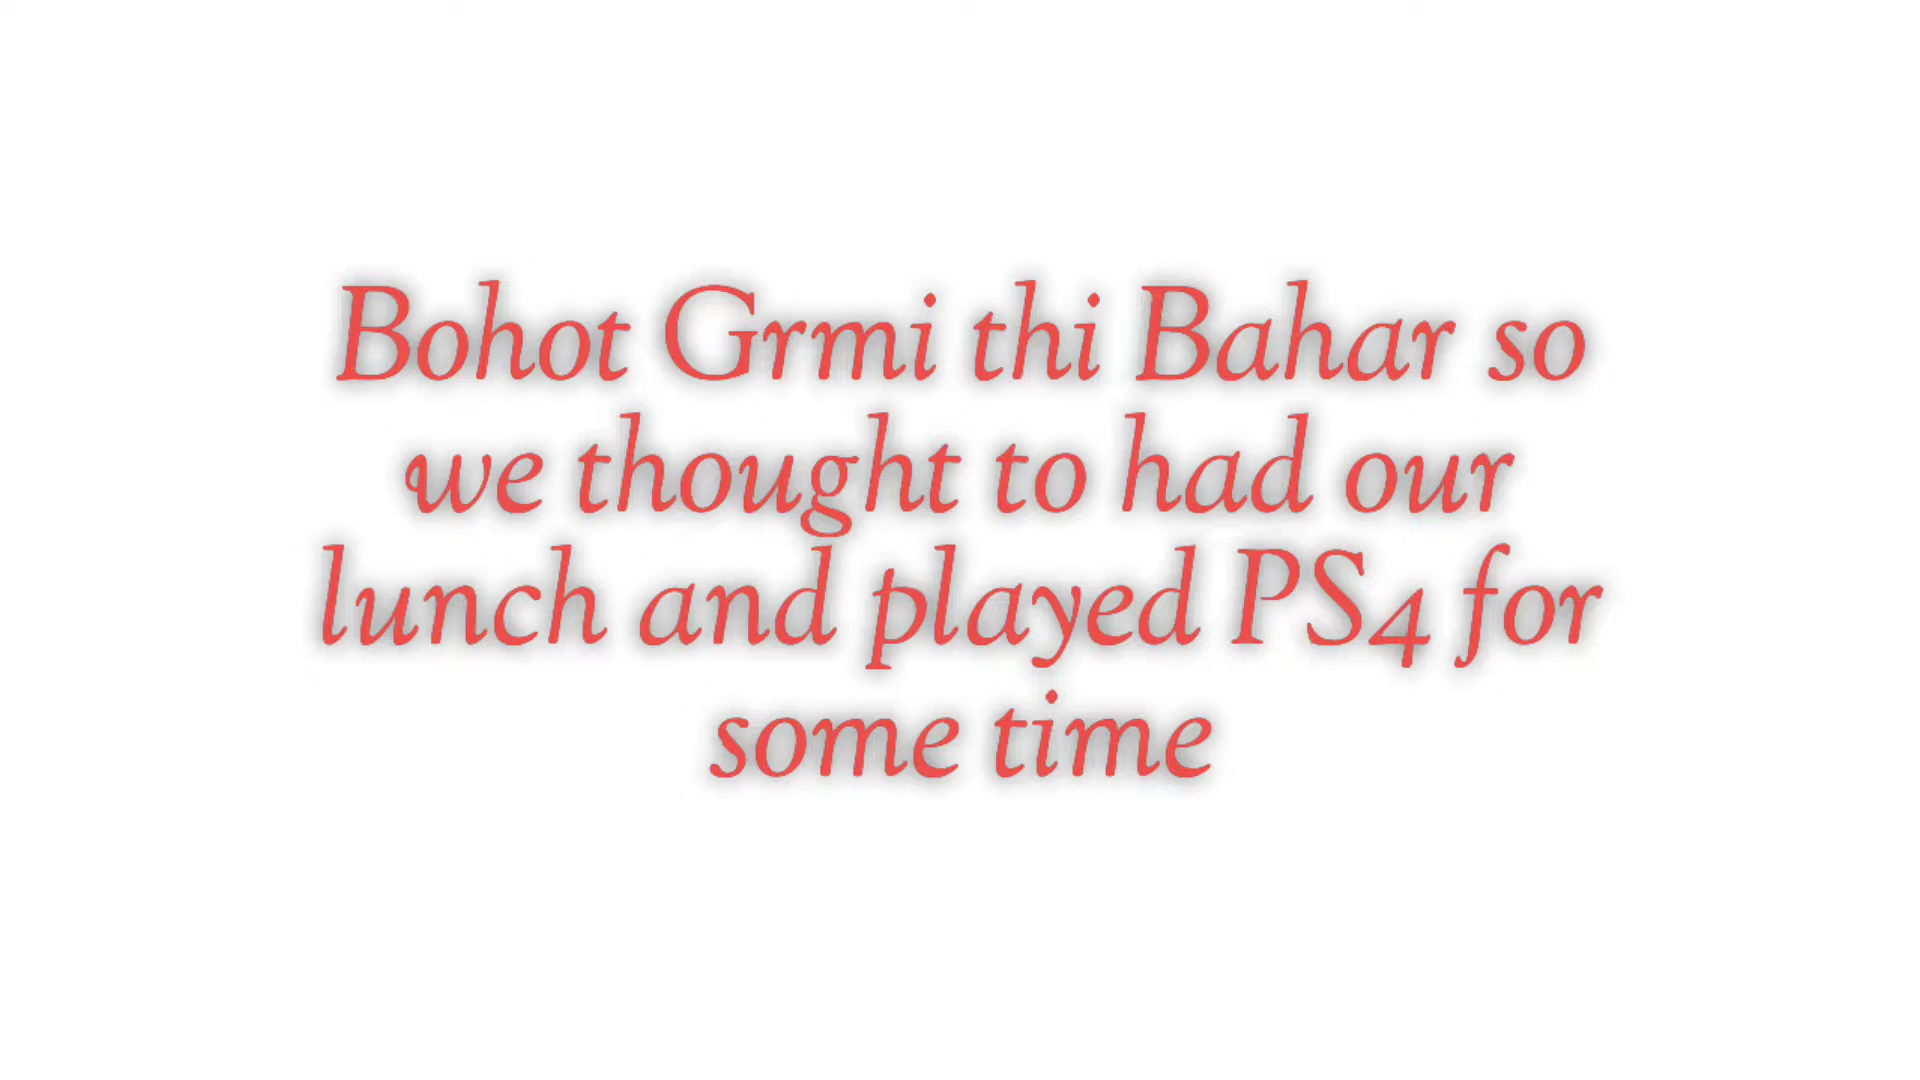 Bohot Grmi thi Bahar so
we thought to had our
lunch and played PS4 for
some time